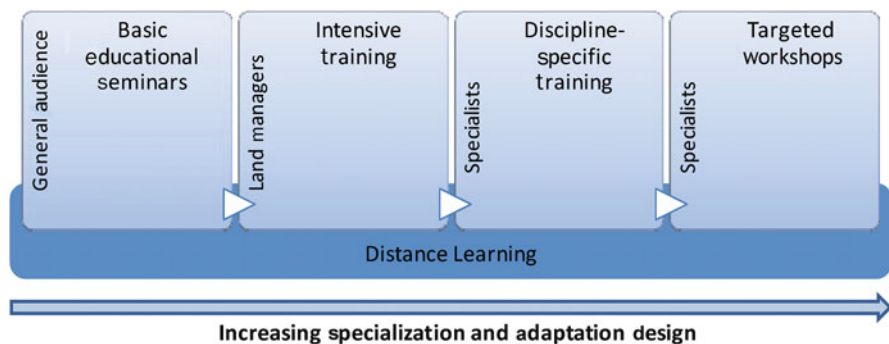 General audience
Basic
educational
seminars
Land managers
Intensive
training
Specialists
Discipline-
specific
training
Specialists
Targeted
workshops
Distance Learning
Increasing specialization and adaptation design